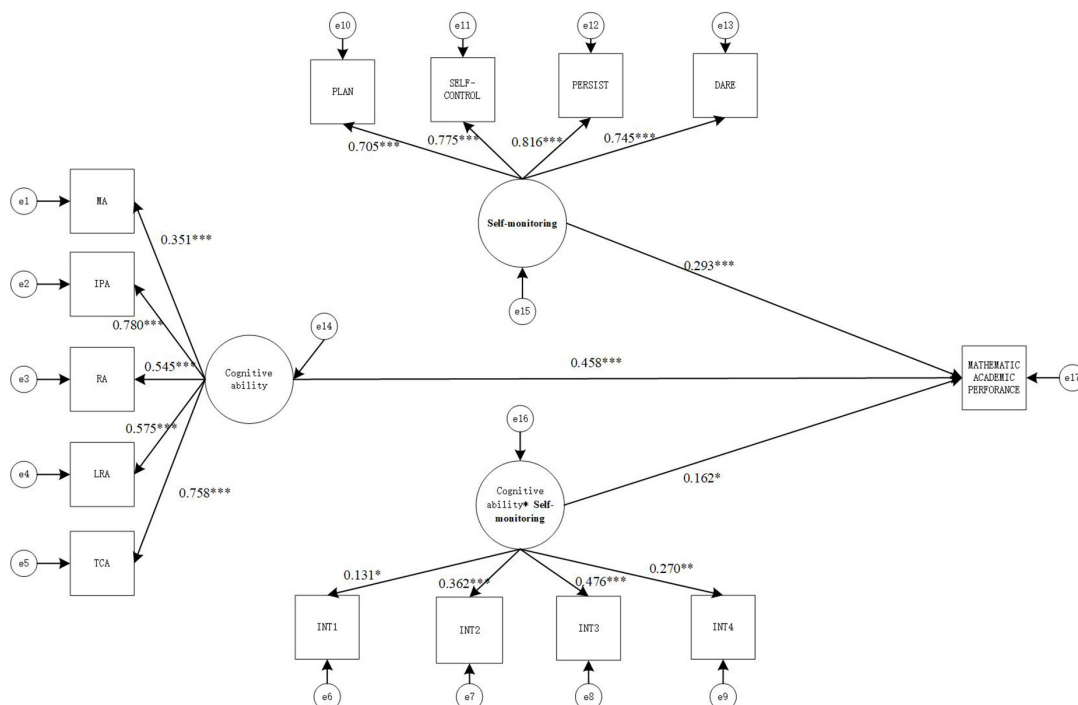 e10
e11
e12
e13
PLAN
SELF-
CONTROL
PERSIST
DARE
0.705***
0.775***
0.816***
0.745***
e1
MA
0.351***
Self-monitoring
e2
IPA
0.780***
0.293***
e15
e14
e3
RA
0.545***
Cognitive
ability
0.458***
MATHEMATIC
ACADEMIC
PERFORANCE
e17
e16
0.575***
e4
LRA
0.758***
0.162*
Cognitive
ability* Self-
monitoring
e5
TCA
0.131*
0.362***
0.476***
0.270**
INT1
INT2
INT3
INT4
e6
e7
e8
e9